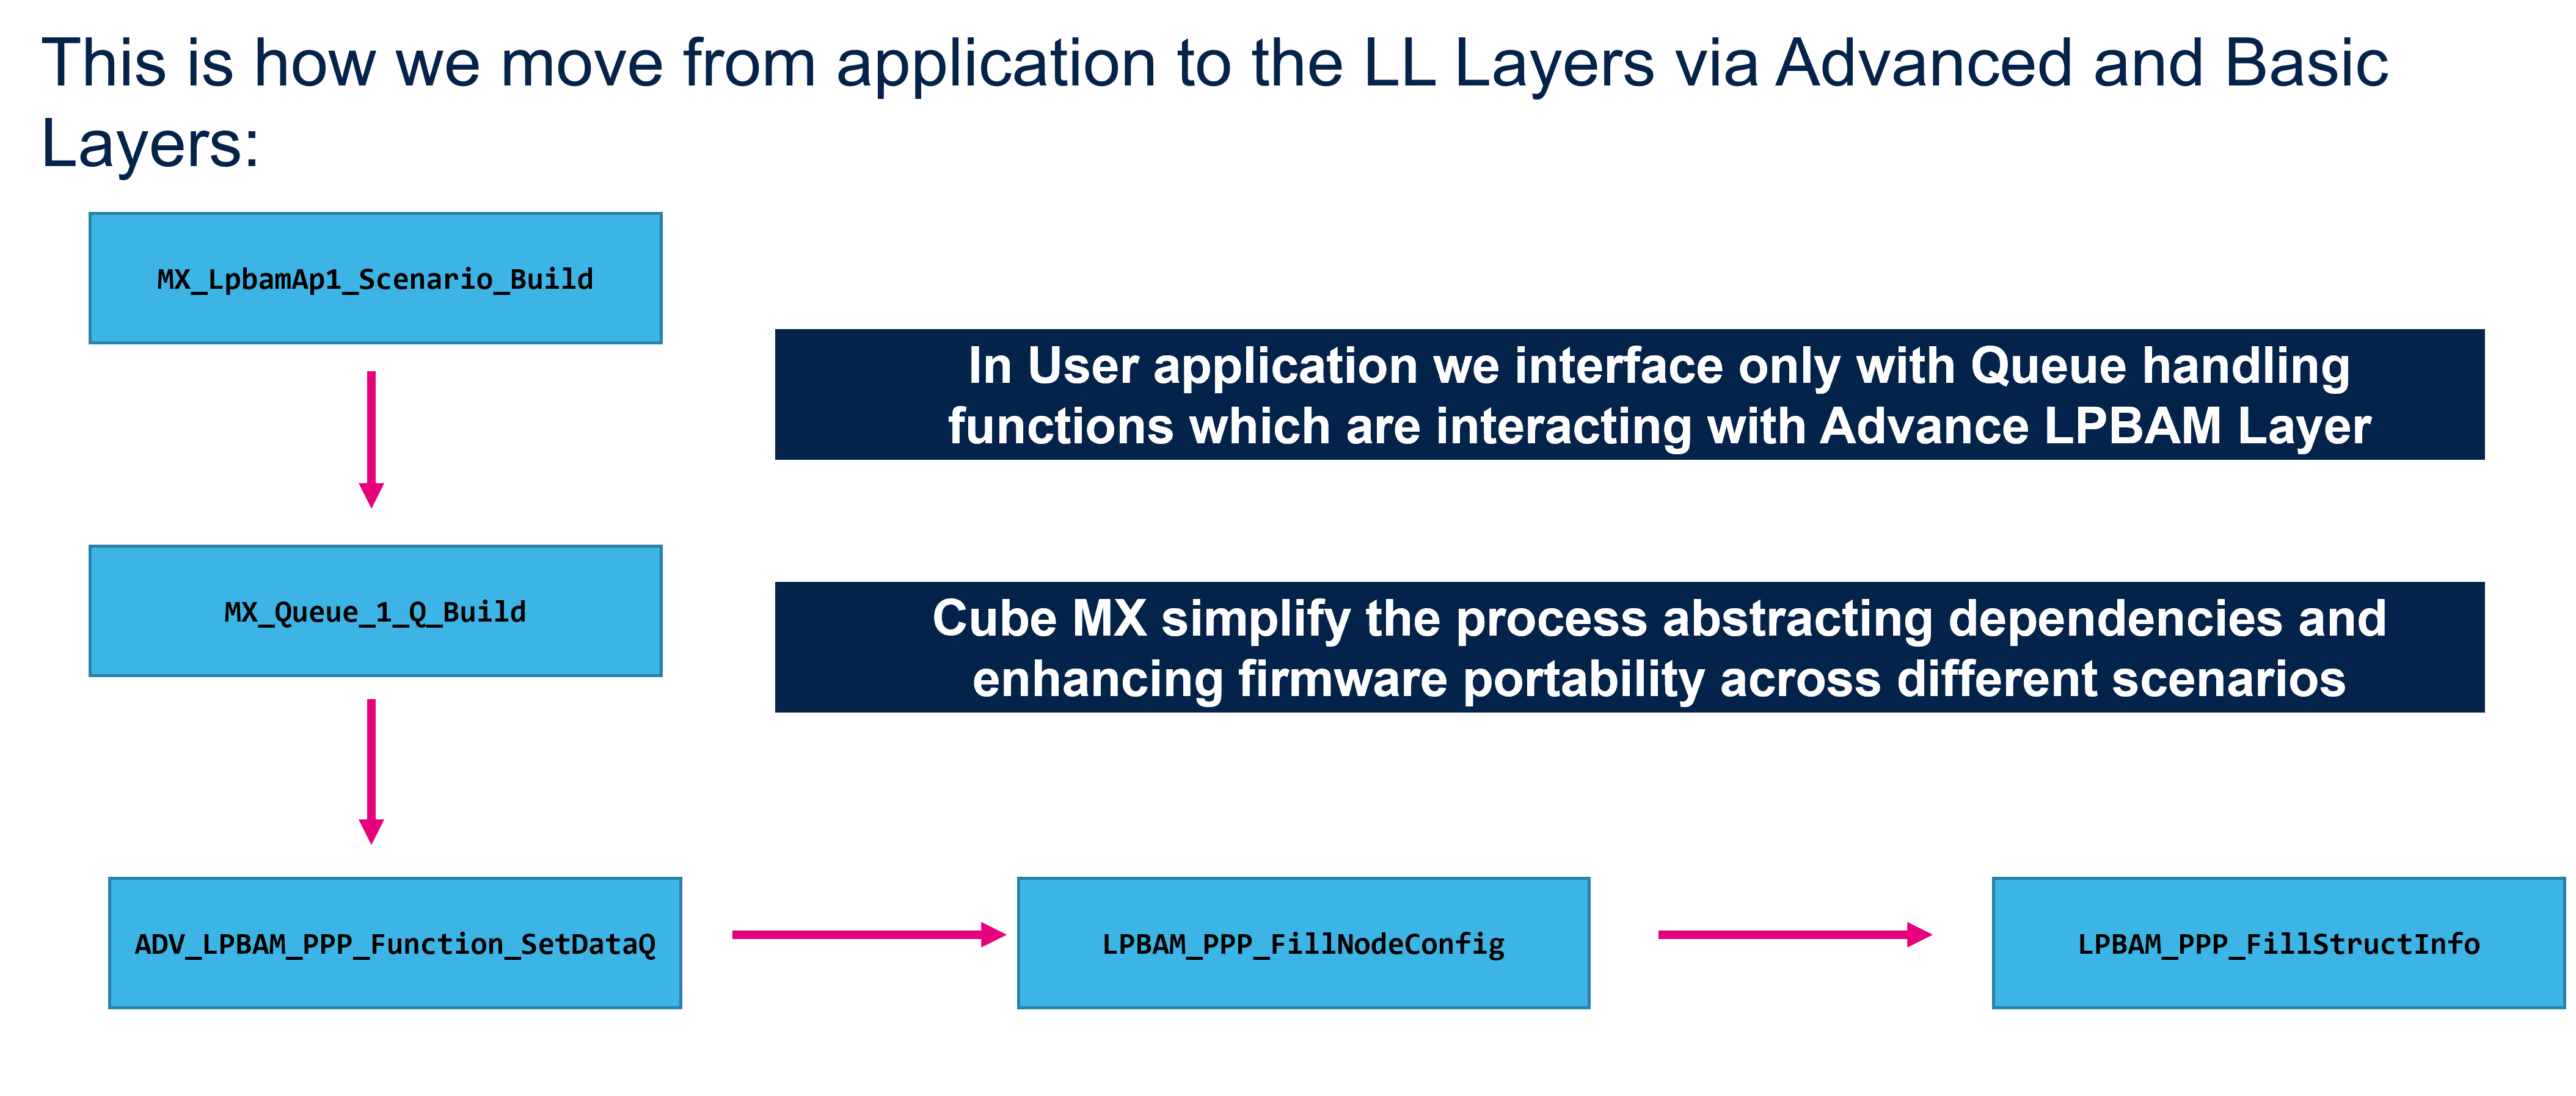 This is how we move from application to the LL Layers via Advanced and Basic
Layers:
MX_LpbamAp1_Scenario_Build
In User application we interface only with Queue handling
functions which are interacting with Advance LPBAM Layer
MX_Queue_1_Q_Build
Cube MX simplify the process abstracting dependencies and
enhancing firmware portability across different scenarios
ADV_LPBAM_PPP_Function_SetDataQ
LPBAM_PPP_FillNodeConfig
LPBAM_PPP_FillStructInfo